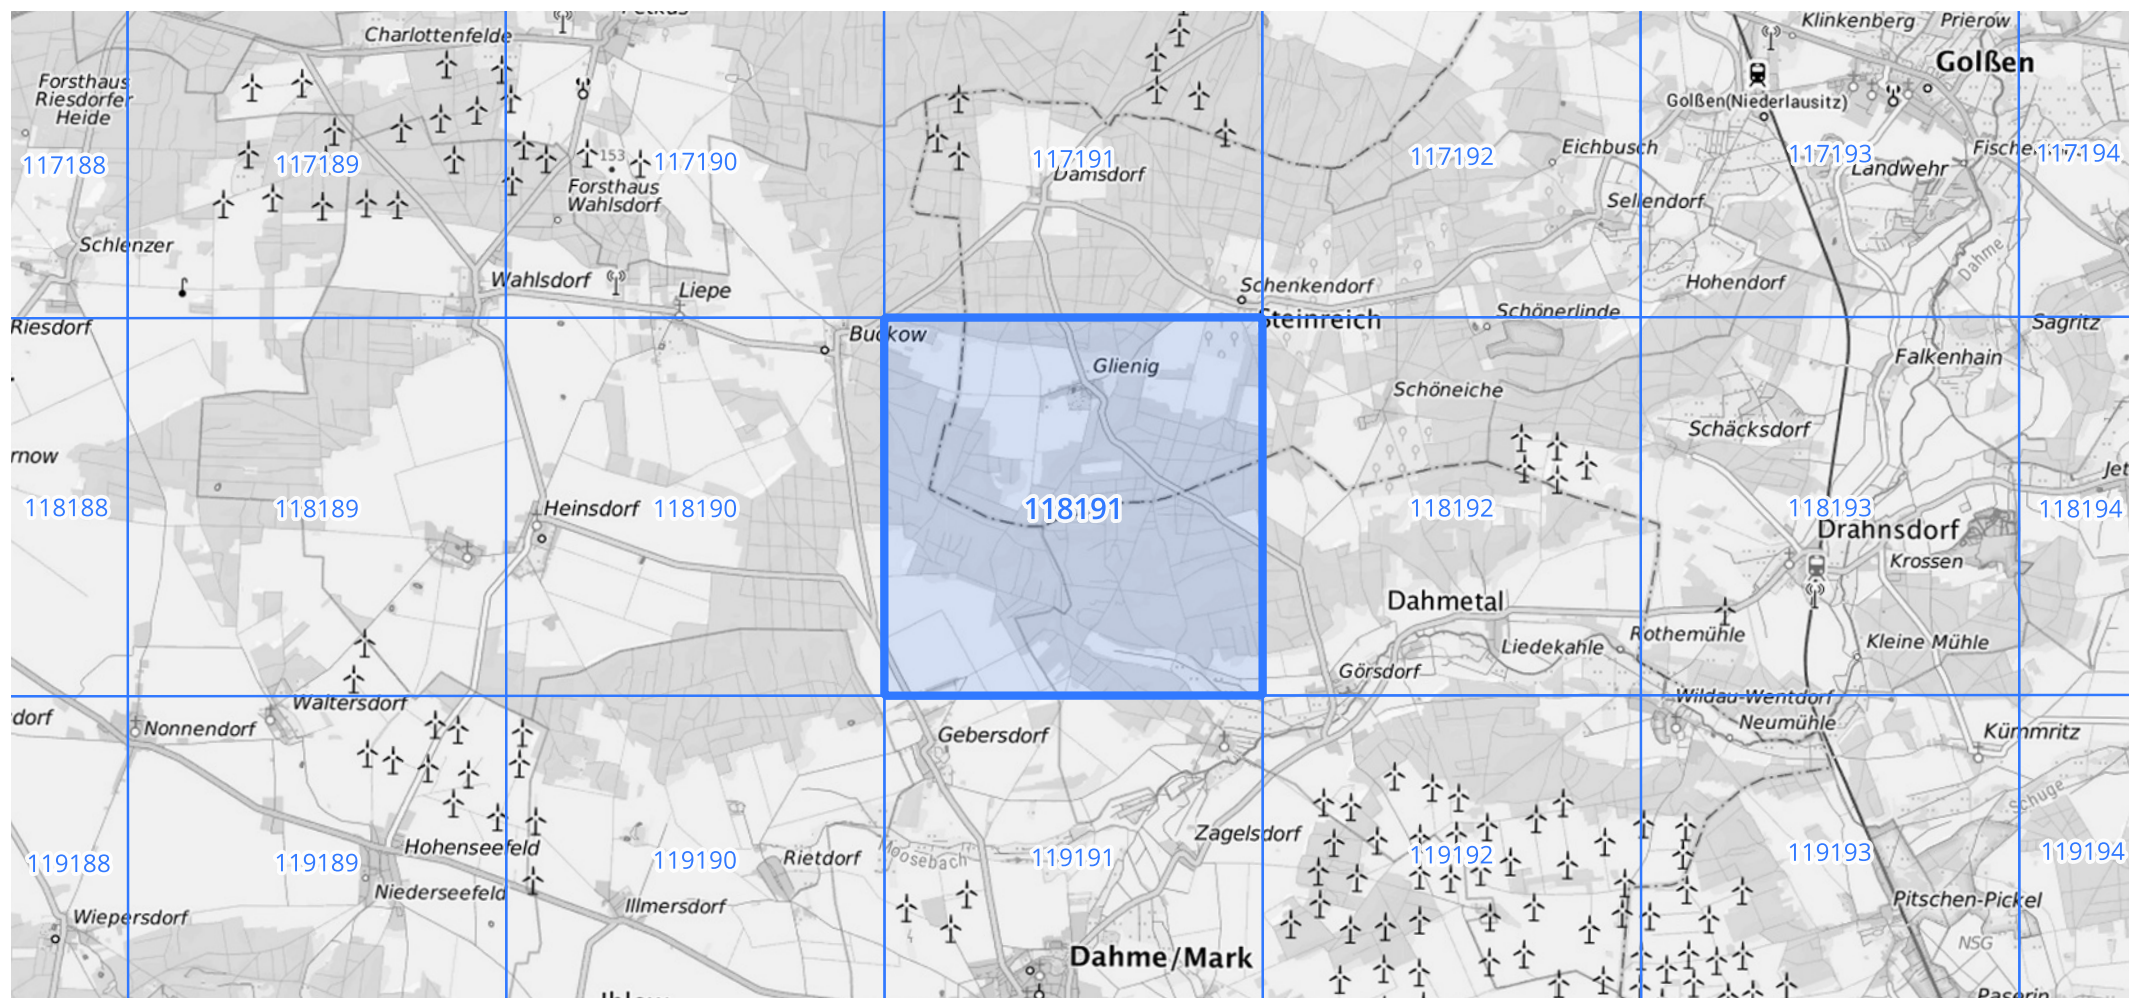 Klinkenberg
Prierow
Charlottenfelde
Golßen
Forsthaus
Riesdorfer
Heide
Golßen(Niederlausitz)
117188
117189
153
117190
117191
Damsdorf
117192
Eichbusch
117193
Landwehr
117194
Forsthaus
Wahlsdorf
Sellendorf
Schlenzer
Dahme
Wahlsdorf
Liepe
Schenkendorf
Hohendorf
Riesdorf
Buckow
Steinreich
Schönerlinde
Sagritz
Glienig
Falkenhain
Schöneiche
Schäcksdorf
rnow
Jet
118188
118189
Heinsdorf
118190
118191
118192
118193
118194
Drahnsdorf
Krossen
Dahmetal
Rothemühle
Liedekahle
Kleine Mühle
Görsdorf
Wildau-Wentdorf
dorf
Nonnendorf
Waltersdorf
Gebersdorf
Neumühle
Kümmritz
Schuge
Zagelsdorf
119188
119189
Hohenseefeld
119190
Rietdorf
Moosebach
119191
119192
119193
119194
Niederseefeld
Illmersdorf
Pitschen-Pickel
Wiepersdorf
NSG
Dahme/Mark